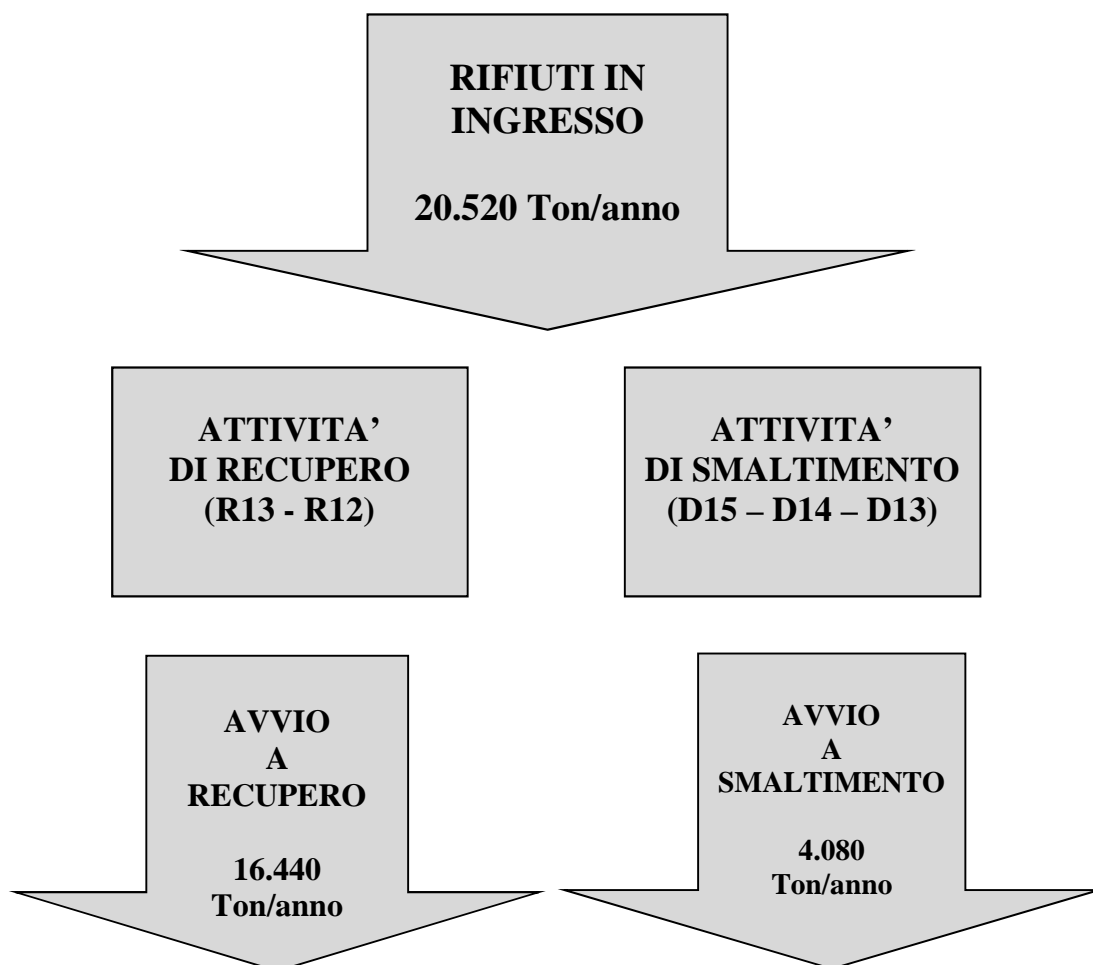 RIFIUTI IN
INGRESSO
20.520 Ton/anno
ATTIVITA’
DI RECUPERO
(R13 - R12)
ATTIVITA’
DI SMALTIMENTO
(D15 – D14 – D13)
AVVIO
A
RECUPERO
16.440
Ton/anno
AVVIO
A
SMALTIMENTO
4.080
Ton/anno